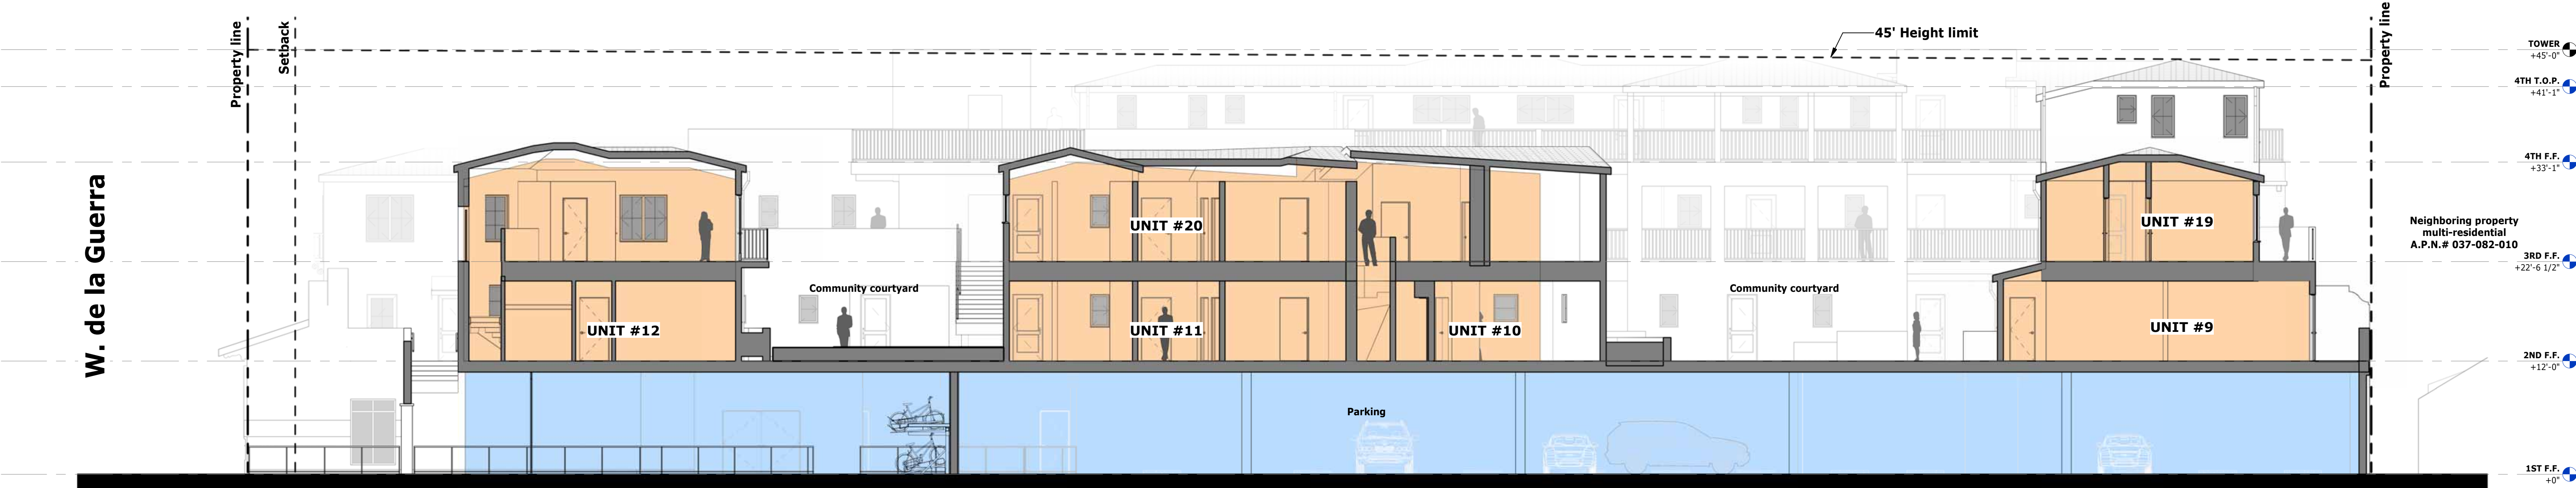 Property line
Setback
45' Height limit
Property line
TOWER
+45'-0"
4TH T.O.P.
+41'-1"
4TH F.F.
+33'-1"
W. de la Guerra
UNIT #20
UNIT #19
Neighboring property
multi-residential
A.P.N.# 037-082-010
3RD F.F.
+22'-6 1/2"
Community courtyard
Community courtyard
UNIT #12
UNIT #11
UNIT #10
UNIT #9
2ND F.F.
+12'-0"
Parking
1ST F.F.
+0"